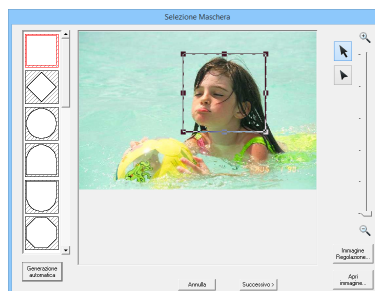 Selezione Maschera
Immagine
Regolazione...
Generazione
automatica
Apri
immagine...
Annulla
Successivo >